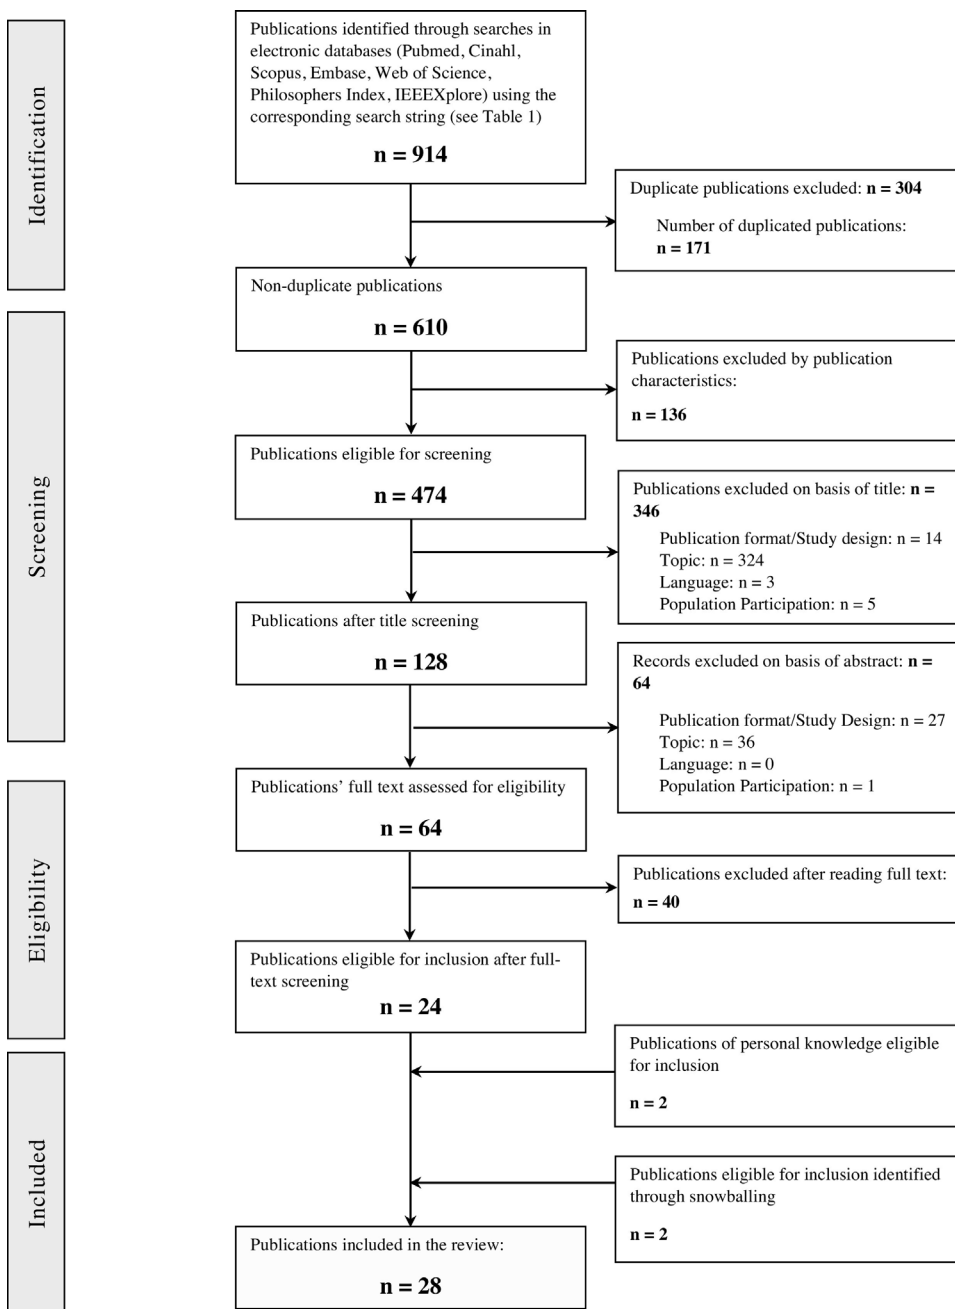 Identification
Publications identified through searches in
electronic databases (Pubmed, Cinahl,
Scopus, Embase, Web of Science,
Philosophers Index, IEEEXplore) using the
corresponding search string (see Table 1)
n = 914
Duplicate publications excluded: n = 304
Number of duplicated publications:
n = 171
Non-duplicate publications
n = 610
Screening
Publications excluded by publication
characteristics:
n = 136
Publications eligible for screening
n = 474
Publications excluded on basis of title: n =
346
Publication format/Study design: n = 14
Topic: n = 324
Language: n = 3
Population Participation: n = 5
Publications after title screening
n = 128
Records excluded on basis of abstract: n =
64
Publication format/Study Design: n = 27
Topic: n = 36
Language: n = 0
Population Participation: n = 1
Publications’ full text assessed for eligibility
n = 64
Eligibility
Publications excluded after reading full text:
n = 40
Publications eligible for inclusion after full-
text screening
n = 24
Included
Publications of personal knowledge eligible
for inclusion
n = 2
Publications eligible for inclusion identified
through snowballing
n = 2
Publications included in the review:
n = 28